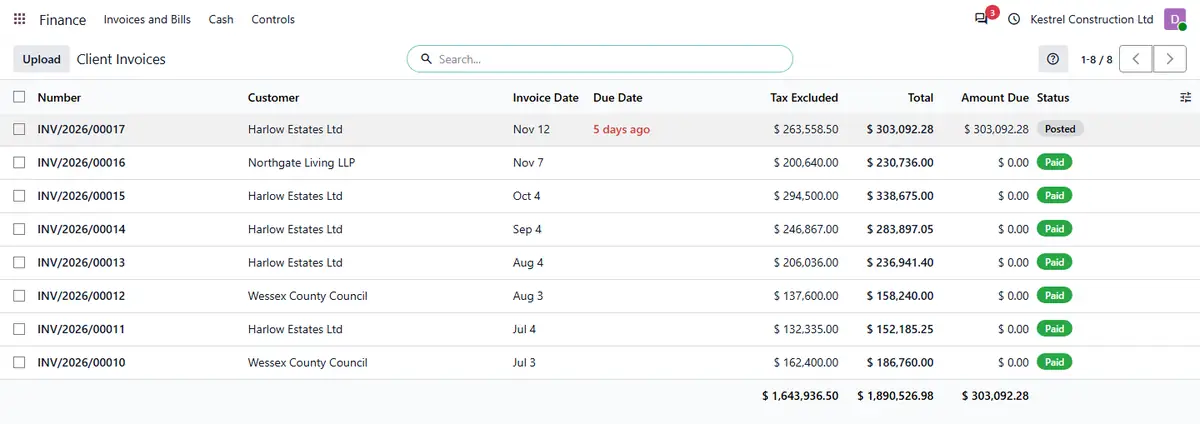 Finance Invoices and Bills Cash Controls 3 Kestrel Construction Ltd D
Upload Client Invoices Search... 1-8 / 8
Number Customer Invoice Date Due Date Tax Excluded Total Amount Due Status
INV/2026/00017 Harlow Estates Ltd Nov 12 5 days ago $ 263,558.50 $ 303,092.28 $ 303,092.28 Posted
INV/2026/00016 Northgate Living LLP Nov 7 $ 200,640.00 $ 230,736.00 $ 0.00 Paid
INV/2026/00015 Harlow Estates Ltd Oct 4 $ 294,500.00 $ 338,675.00 $ 0.00 Paid
INV/2026/00014 Harlow Estates Ltd Sep 4 $ 246,867.00 $ 283,897.05 $ 0.00 Paid
INV/2026/00013 Harlow Estates Ltd Aug 4 $ 206,036.00 $ 236,941.40 $ 0.00 Paid
INV/2026/00012 Wessex County Council Aug 3 $ 137,600.00 $ 158,240.00 $ 0.00 Paid
INV/2026/00011 Harlow Estates Ltd Jul 4 $ 132,335.00 $ 152,185.25 $ 0.00 Paid
INV/2026/00010 Wessex County Council Jul 3 $ 162,400.00 $ 186,760.00 $ 0.00 Paid
$ 1,643,936.50 $ 1,890,526.98 $ 303,092.28